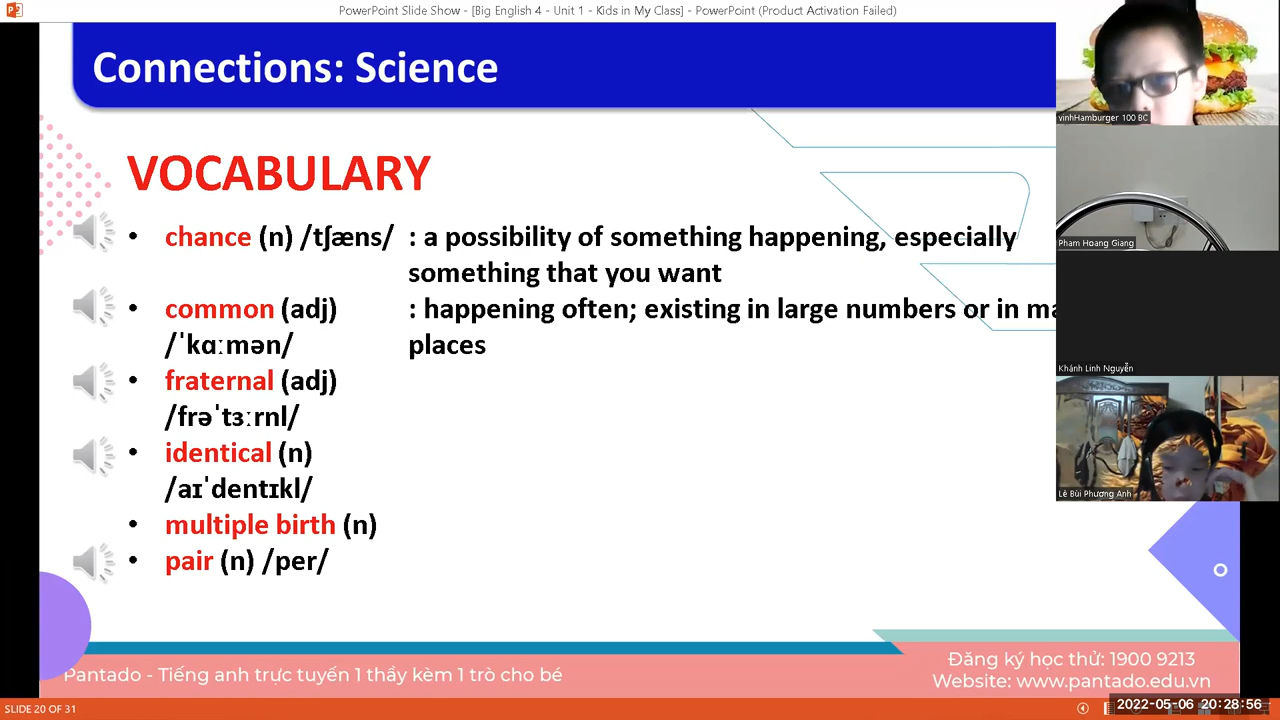 PowerPoint Slide Show - [Big English 4 - Unit 1 - Kids in My Class] - PowerPoint (Product Activation Failed)
Connections: Science
VOCABULARY
• chance (n) /tʃæns/ : a possibility of something happening, especially
something that you want
• common (adj) : happening often; existing in large numbers or in ma
/ˈkɑːmən/ places
• fraternal (adj)
/frəˈtɜːrnl/
• identical (n)
/aɪˈdentɪkl/
• multiple birth (n)
• pair (n) /per/
vinhHamburger 100 BC
Pham Hoang Giang
Khánh Linh Nguyễn
Lê Bùi Phương Anh
Pantado - Tiếng anh trực tuyến 1 thầy kèm 1 trò cho bé
Đăng ký học thử: 1900 9213
Website: www.pantado.edu.vn
SLIDE 20 OF 31
2022-05-06 20:28:56